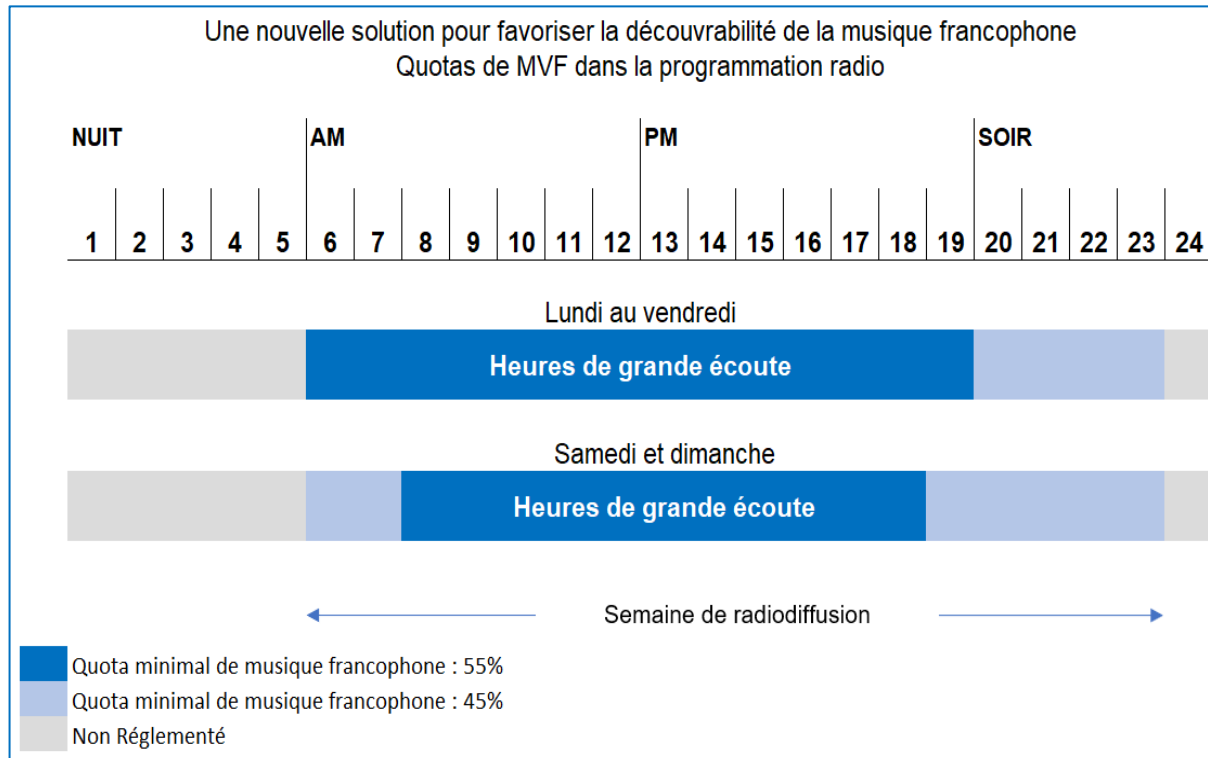 Une nouvelle solution pour favoriser la découvrabilité de la musique francophone
Quotas de MVF dans la programmation radio
NUIT AM PM SOIR
1 2 3 4 5 6 7 8 9 10 11 12 13 14 15 16 17 18 19 20 21 22 23 24
Lundi au vendredi
Heures de grande écoute
Samedi et dimanche
Heures de grande écoute
Semaine de radiodiffusion
Quota minimal de musique francophone : 55%
Quota minimal de musique francophone : 45%
Non Réglementé